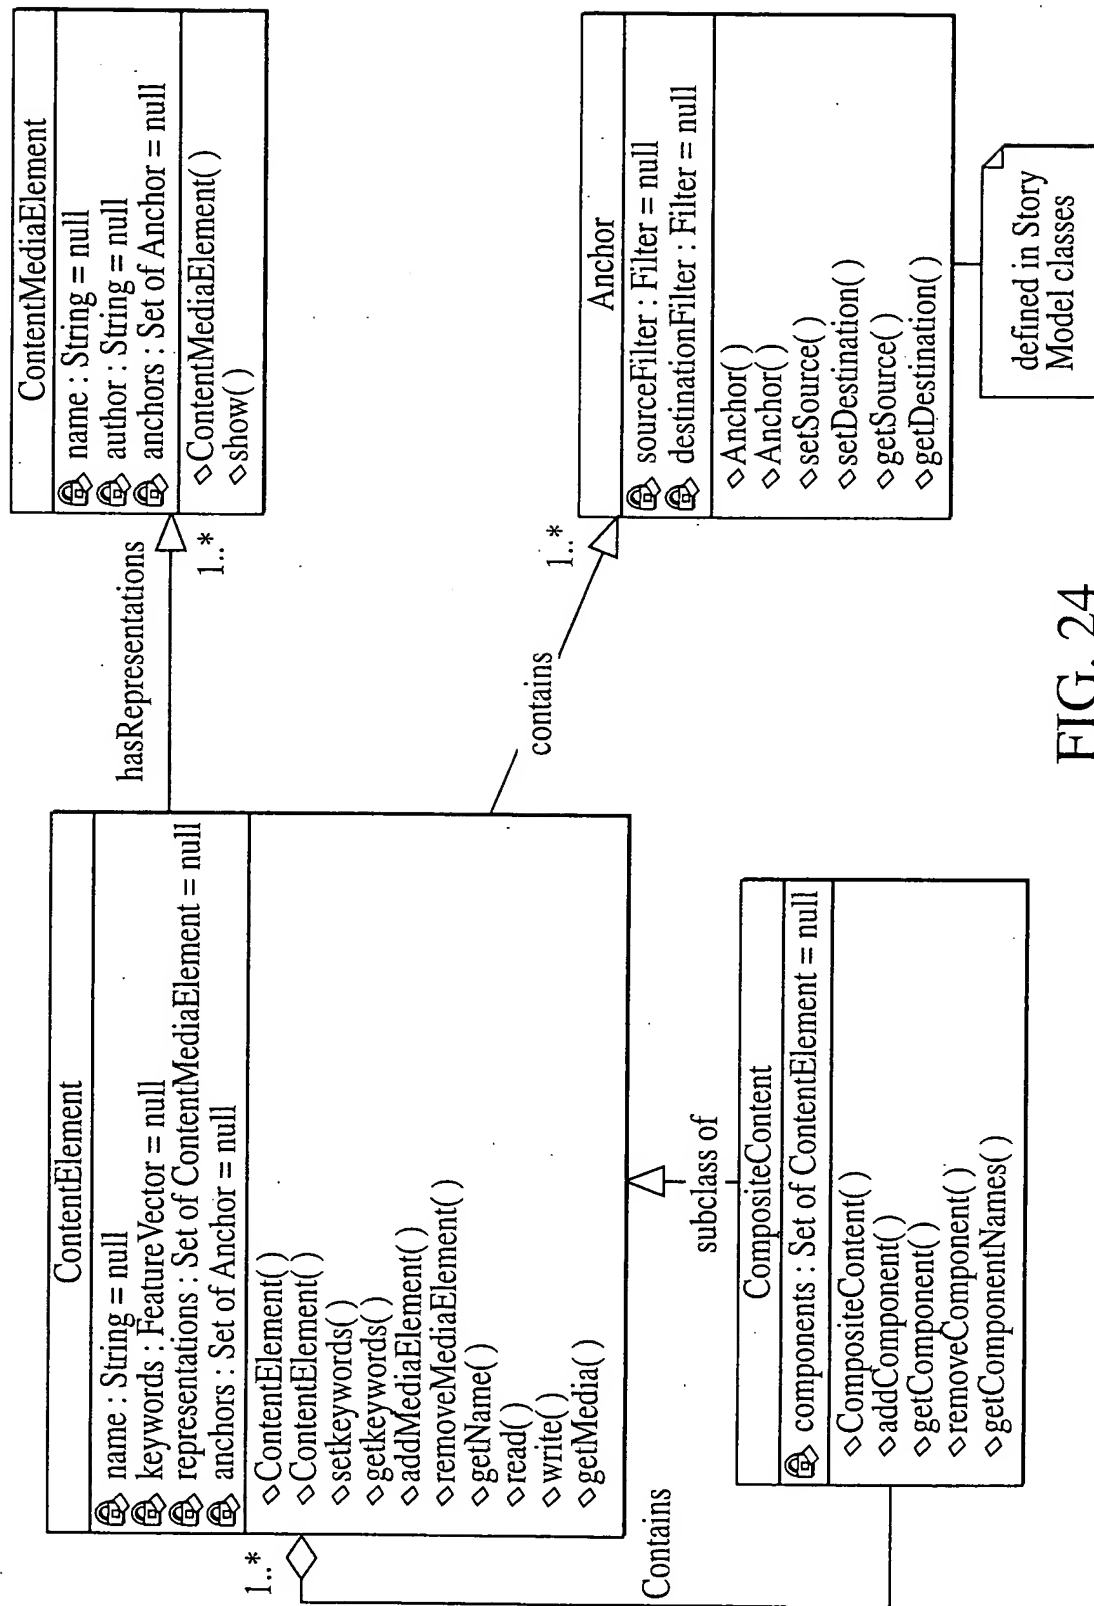 ContentElement
name : String = null
keywords : FeatureVector = null
representations : Set of ContentMediaElement = null
anchors : Set of Anchor = null
ContentElement()
ContentElement()
setkeywords()
getkeywords()
addMediaElement()
removeMediaElement()
getName()
read()
write()
getMedia()
hasRepresentations
1..*
ContentMediaElement
name : String = null
author : String = null
anchors : Set of Anchor = null
ContentMediaElement()
show()
contains
1..*
Anchor
sourceFilter : Filter = null
destinationFilter : Filter = null
Anchor()
Anchor()
setSource()
setDestination()
getSource()
getDestination()
defined in Story
Model classes
1..*
Contains
subclass of
CompositeContent
components : Set of ContentElement = null
CompositeContent()
addComponent()
getComponent()
removeComponent()
getComponentNames()
FIG. 24